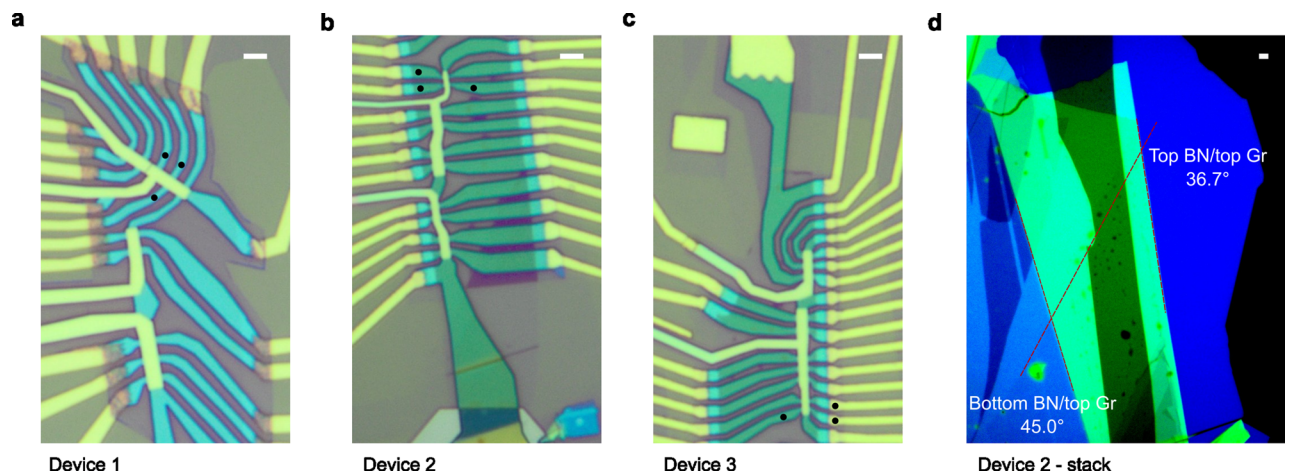 a
b
c
d
Top BN/top Gr
36.7°
Bottom BN/top Gr
45.0°
Device 1
Device 2
Device 3
Device 2 - stack